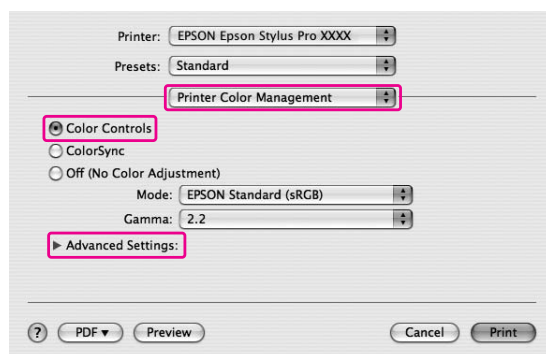 Printer: EPSON Epson Stylus Pro XXXX
Presets: Standard
Printer Color Management
Color Controls
ColorSync
Off (No Color Adjustment)
Mode: EPSON Standard (sRGB)
Gamma: 2.2
Advanced Settings:
? PDF Preview Cancel Print